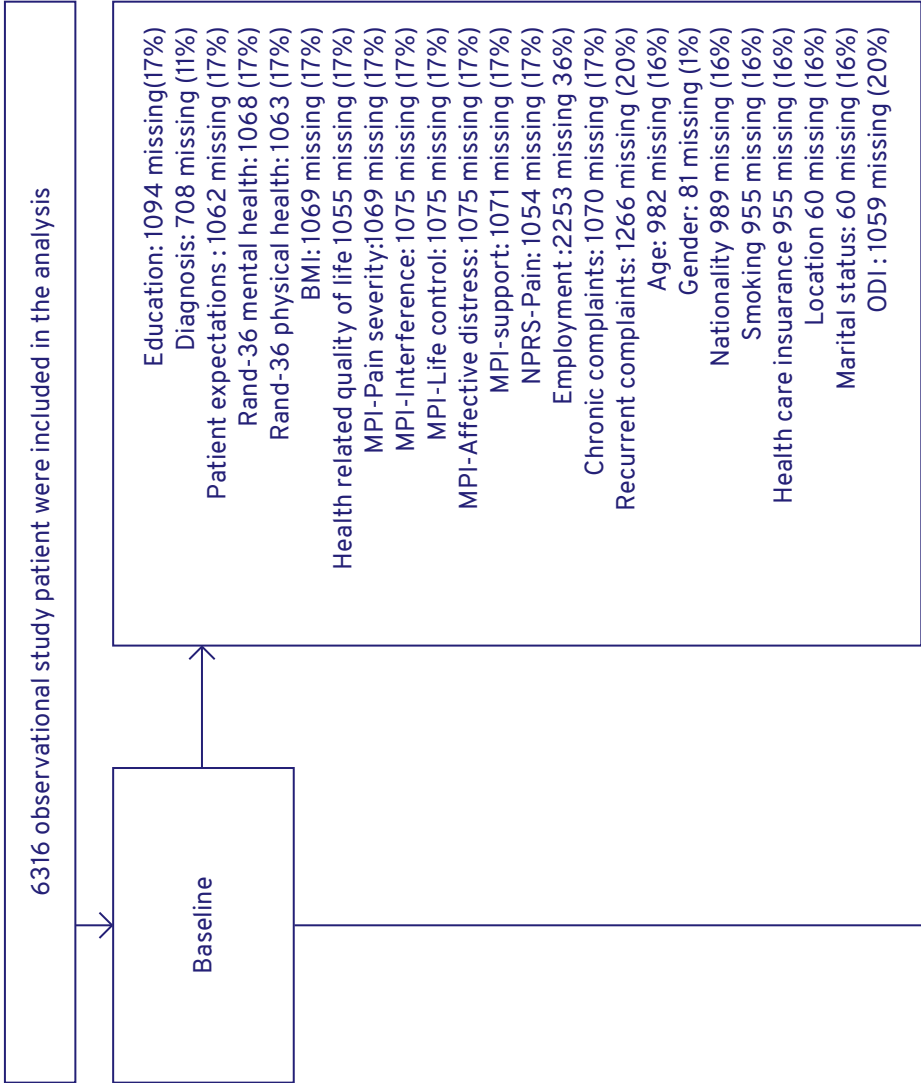 6316 observational study patient were included in the analysis
Baseline
Education: 1094 missing(17%)
Diagnosis: 708 missing (11%)
Patient expectations : 1062 missing (17%)
Rand-36 mental health: 1068 (17%)
Rand-36 physical health: 1063 (17%)
BMI: 1069 missing (17%)
Health related quality of life 1055 missing (17%)
MPI-Pain severity:1069 missing (17%)
MPI-Interference: 1075 missing (17%)
MPI-Life control: 1075 missing (17%)
MPI-Affective distress: 1075 missing (17%)
MPI-support: 1071 missing (17%)
NPRS-Pain: 1054 missing (17%)
Employment :2253 missing 36%)
Chronic complaints: 1070 missing (17%)
Recurrent complaints: 1266 missing (20%)
Age: 982 missing (16%)
Gender: 81 missing (1%)
Nationality 989 missing (16%)
Smoking 955 missing (16%)
Health care insuarance 955 missing (16%)
Location 60 missing (16%)
Marital status: 60 missing (16%)
ODI : 1059 missing (20%)